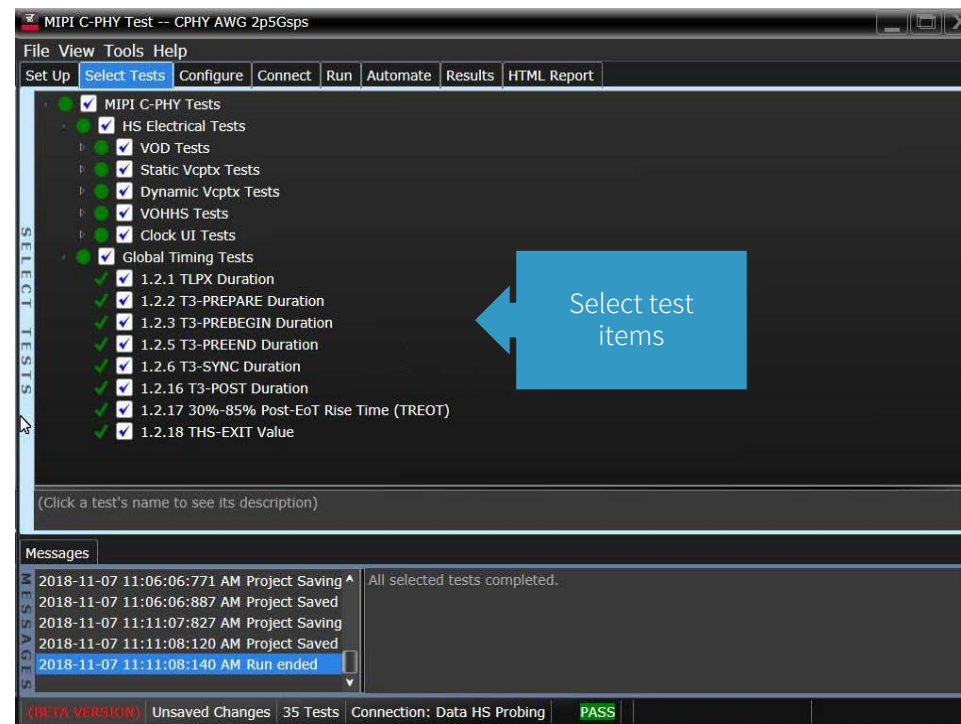 MIPI C-PHY Test -- CPHY AWG 2p5Gsps
File View Tools Help
Set Up Select Tests Configure Connect Run Automate Results HTML Report
SELECT TESTS
MIPI C-PHY Tests
HS Electrical Tests
VOD Tests
Static Vcptx Tests
Dynamic Vcptx Tests
VOHHS Tests
Clock UI Tests
Global Timing Tests
1.2.1 TLPX Duration
1.2.2 T3-PREPARE Duration
1.2.3 T3-PREBEGIN Duration
1.2.5 T3-PREEND Duration
1.2.6 T3-SYNC Duration
1.2.16 T3-POST Duration
1.2.17 30%-85% Post-EoT Rise Time (TREOT)
1.2.18 THS-EXIT Value
Select test
items
(Click a test's name to see its description)
Messages
MESSAGES
2018-11-07 11:06:06:771 AM Project Saving
2018-11-07 11:06:06:887 AM Project Saved
2018-11-07 11:11:07:827 AM Project Saving
2018-11-07 11:11:08:120 AM Project Saved
2018-11-07 11:11:08:140 AM Run ended
All selected tests completed.
(BETA VERSION) Unsaved Changes 35 Tests Connection: Data HS Probing PASS